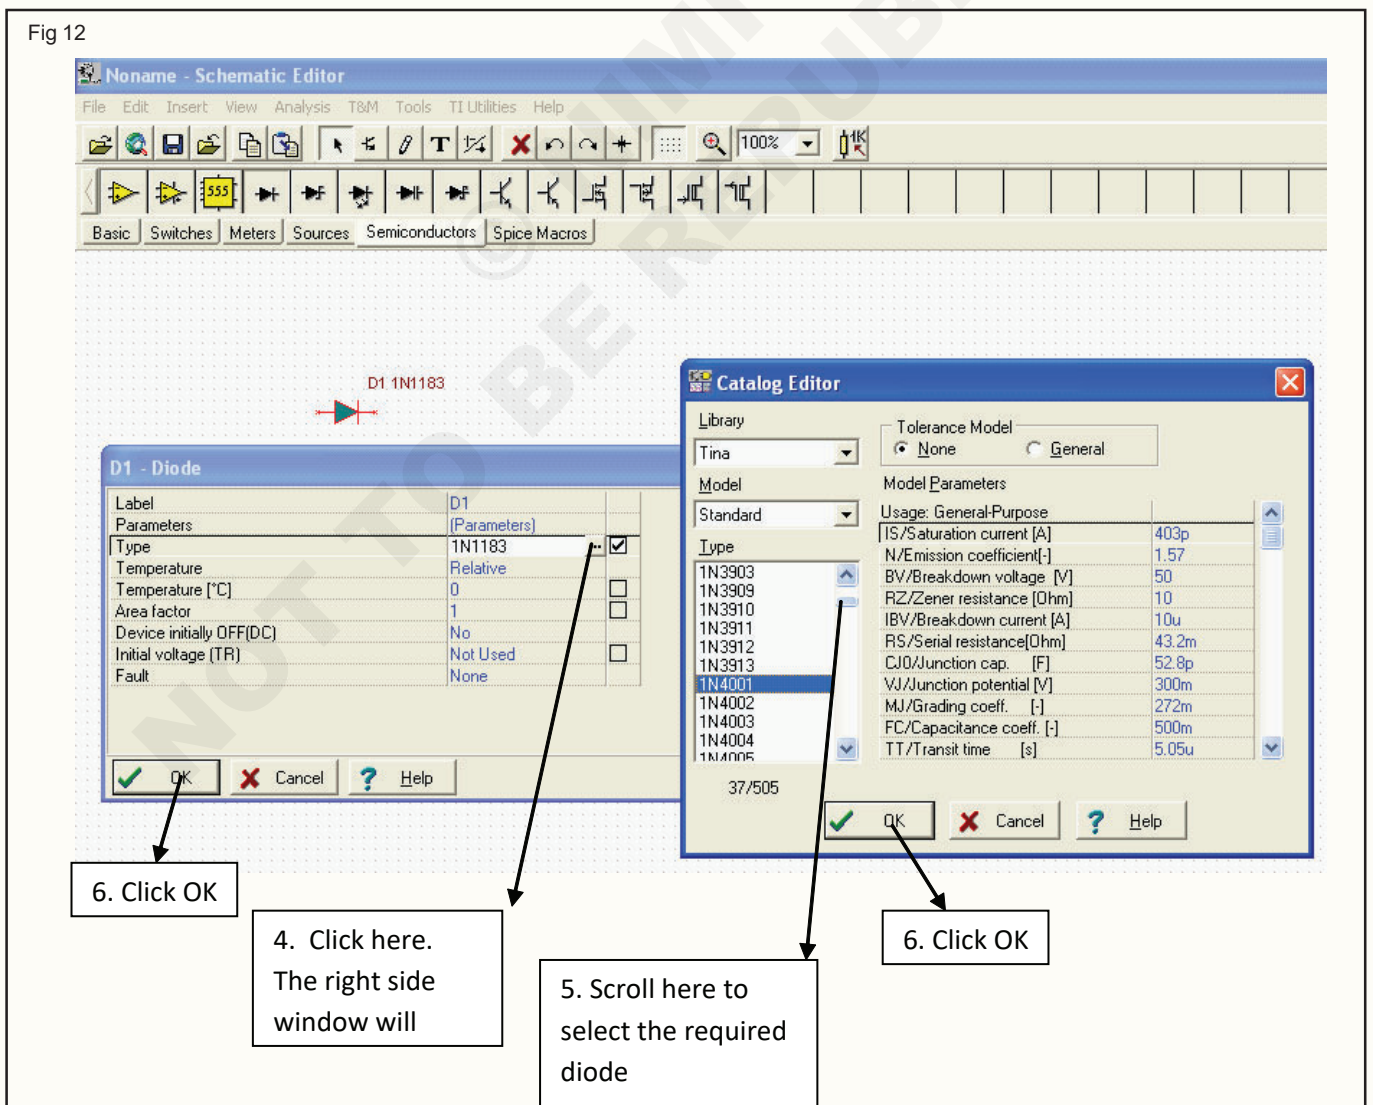 Fig 12
Noname - Schematic Editor
File Edit Insert View Analysis T&M Tools TI Utilities Help
T 100% 1K
555
Basic Switches Meters Sources Semiconductors Spice Macros
D1 1N1183
D1 - Diode
Label D1
Parameters (Parameters)
Type 1N1183 ...
Temperature Relative
Temperature [°C] 0
Area factor 1
Device initially OFF(DC) No
Initial voltage (TR) Not Used
Fault None
OK Cancel ? Help
Catalog Editor
Library
Tina
Model
Standard
Type
1N3903
1N3909
1N3910
1N3911
1N3912
1N3913
1N4001
1N4002
1N4003
1N4004
1N4005
37/505
Tolerance Model
None General
Model Parameters
Usage: General-Purpose
IS/Saturation current [A] 403p
N/Emission coefficient[-] 1.57
BV/Breakdown voltage [V] 50
RZ/Zener resistance [Ohm] 10
IBV/Breakdown current [A] 10u
RS/Serial resistance[Ohm] 43.2m
CJ0/Junction cap. [F] 52.8p
VJ/Junction potential [V] 300m
MJ/Grading coeff. [-] 272m
FC/Capacitance coeff. [-] 500m
TT/Transit time [s] 5.05u
OK Cancel ? Help
6. Click OK
4. Click here.
The right side
window will
5. Scroll here to
select the required
diode
6. Click OK
NOT TO BE REPUB